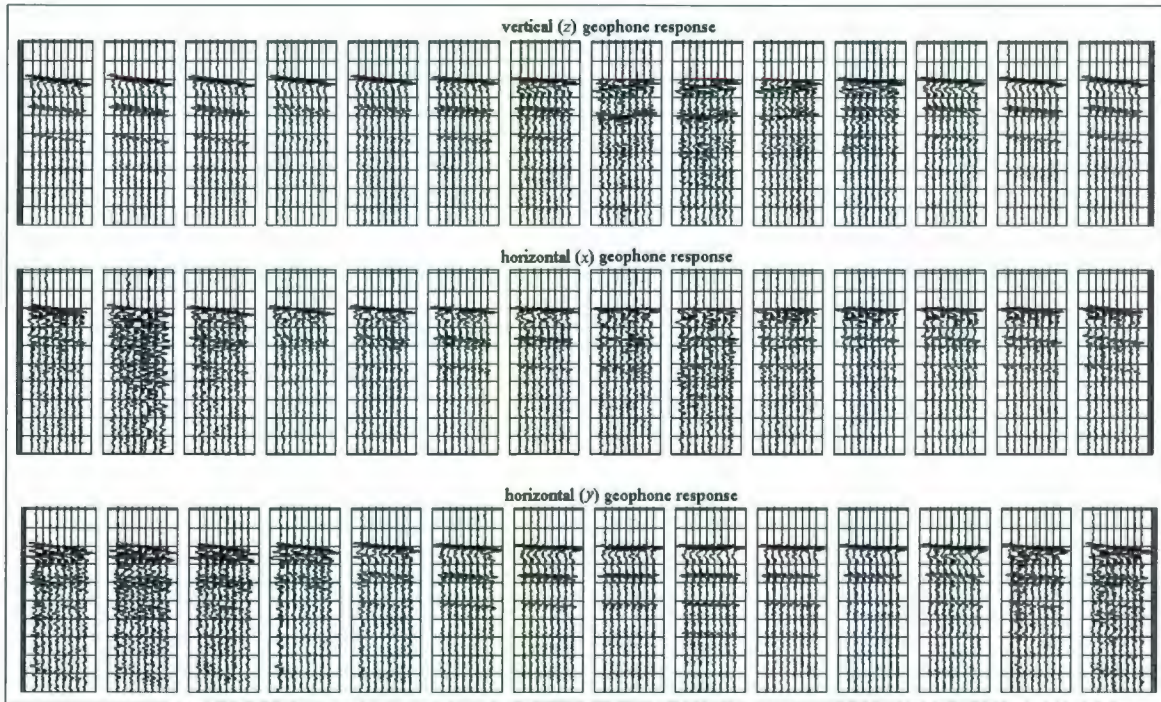 vertical (z) geophone response
horizontal (x) geophone response
horizontal (y) geophone response